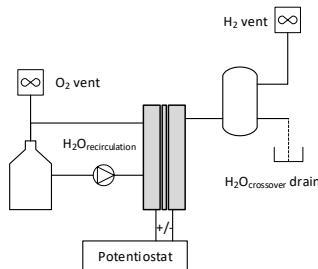 H₂ vent
O₂ vent
H₂Orecirculation
H₂Ocrossover drain
+/-
Potentiostat